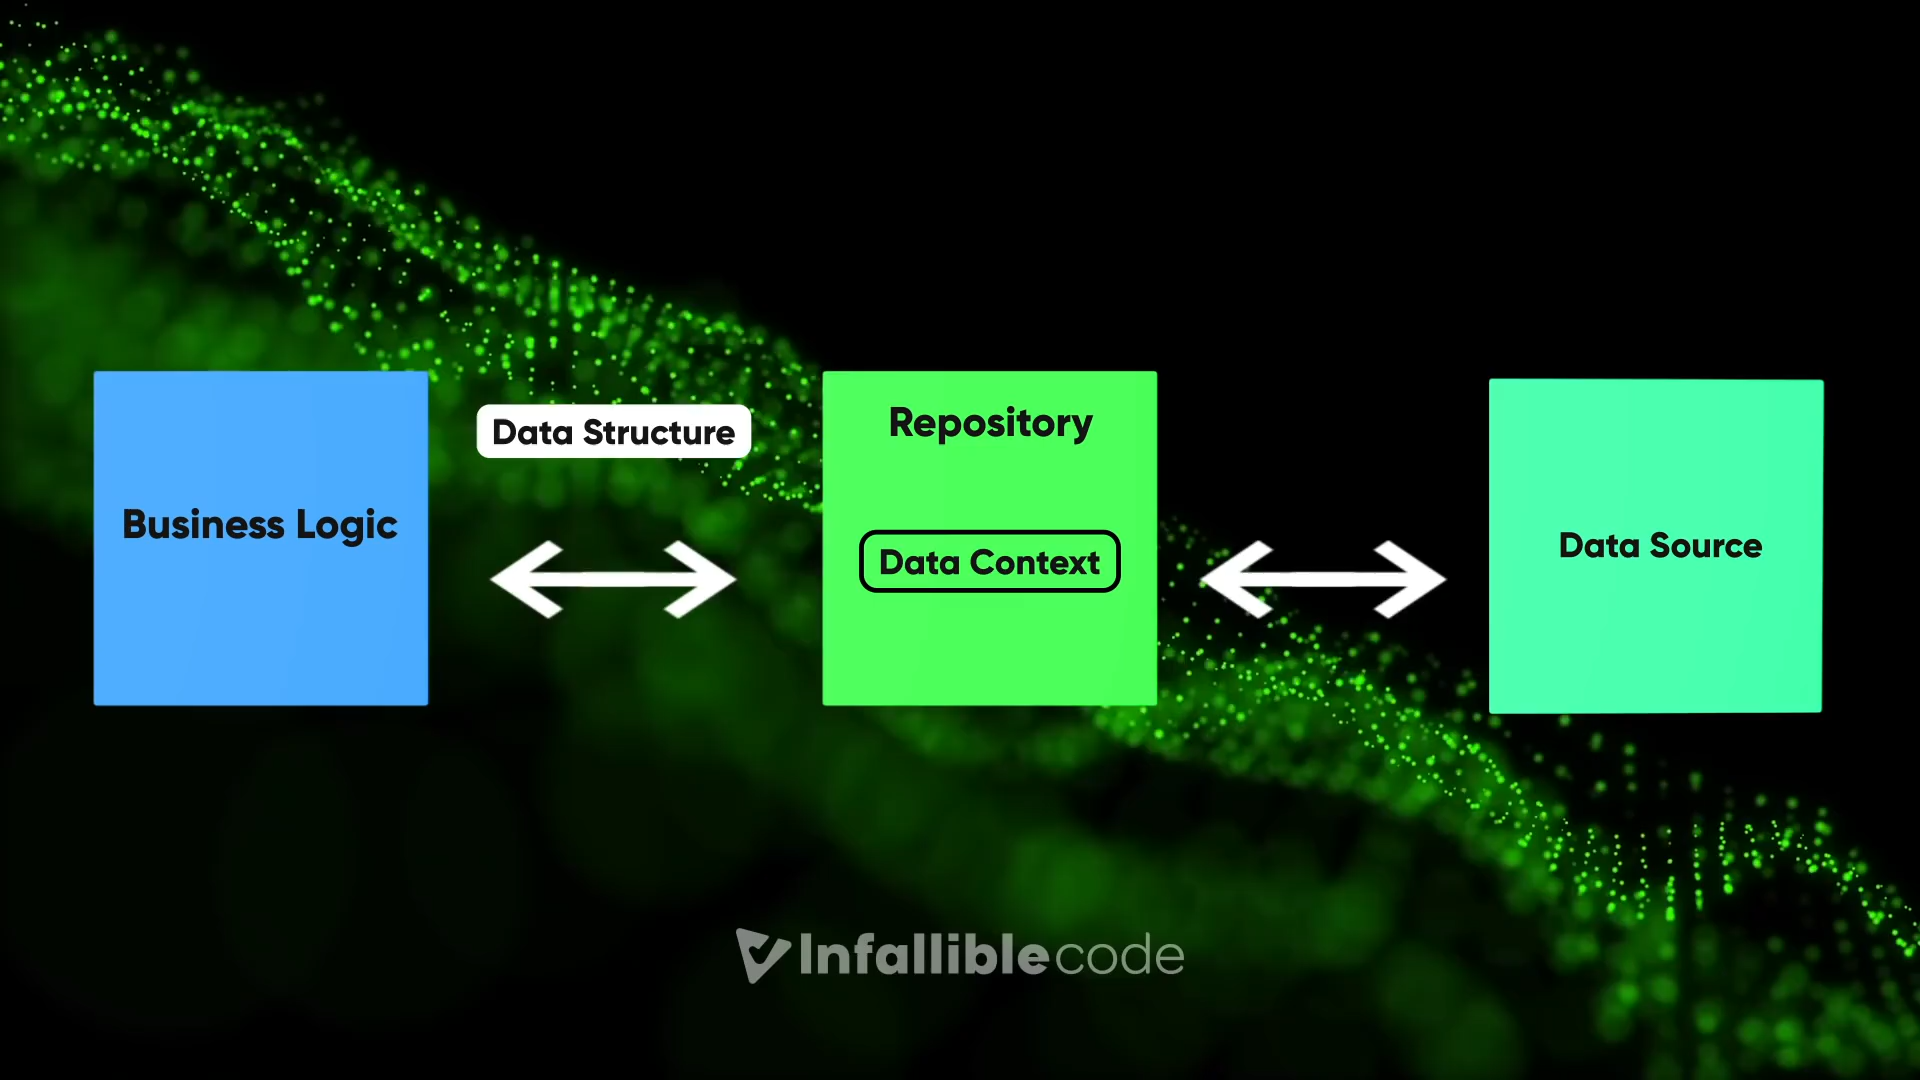 Business Logic
Data Structure
Repository
Data Context
Data Source
Infalliblecode